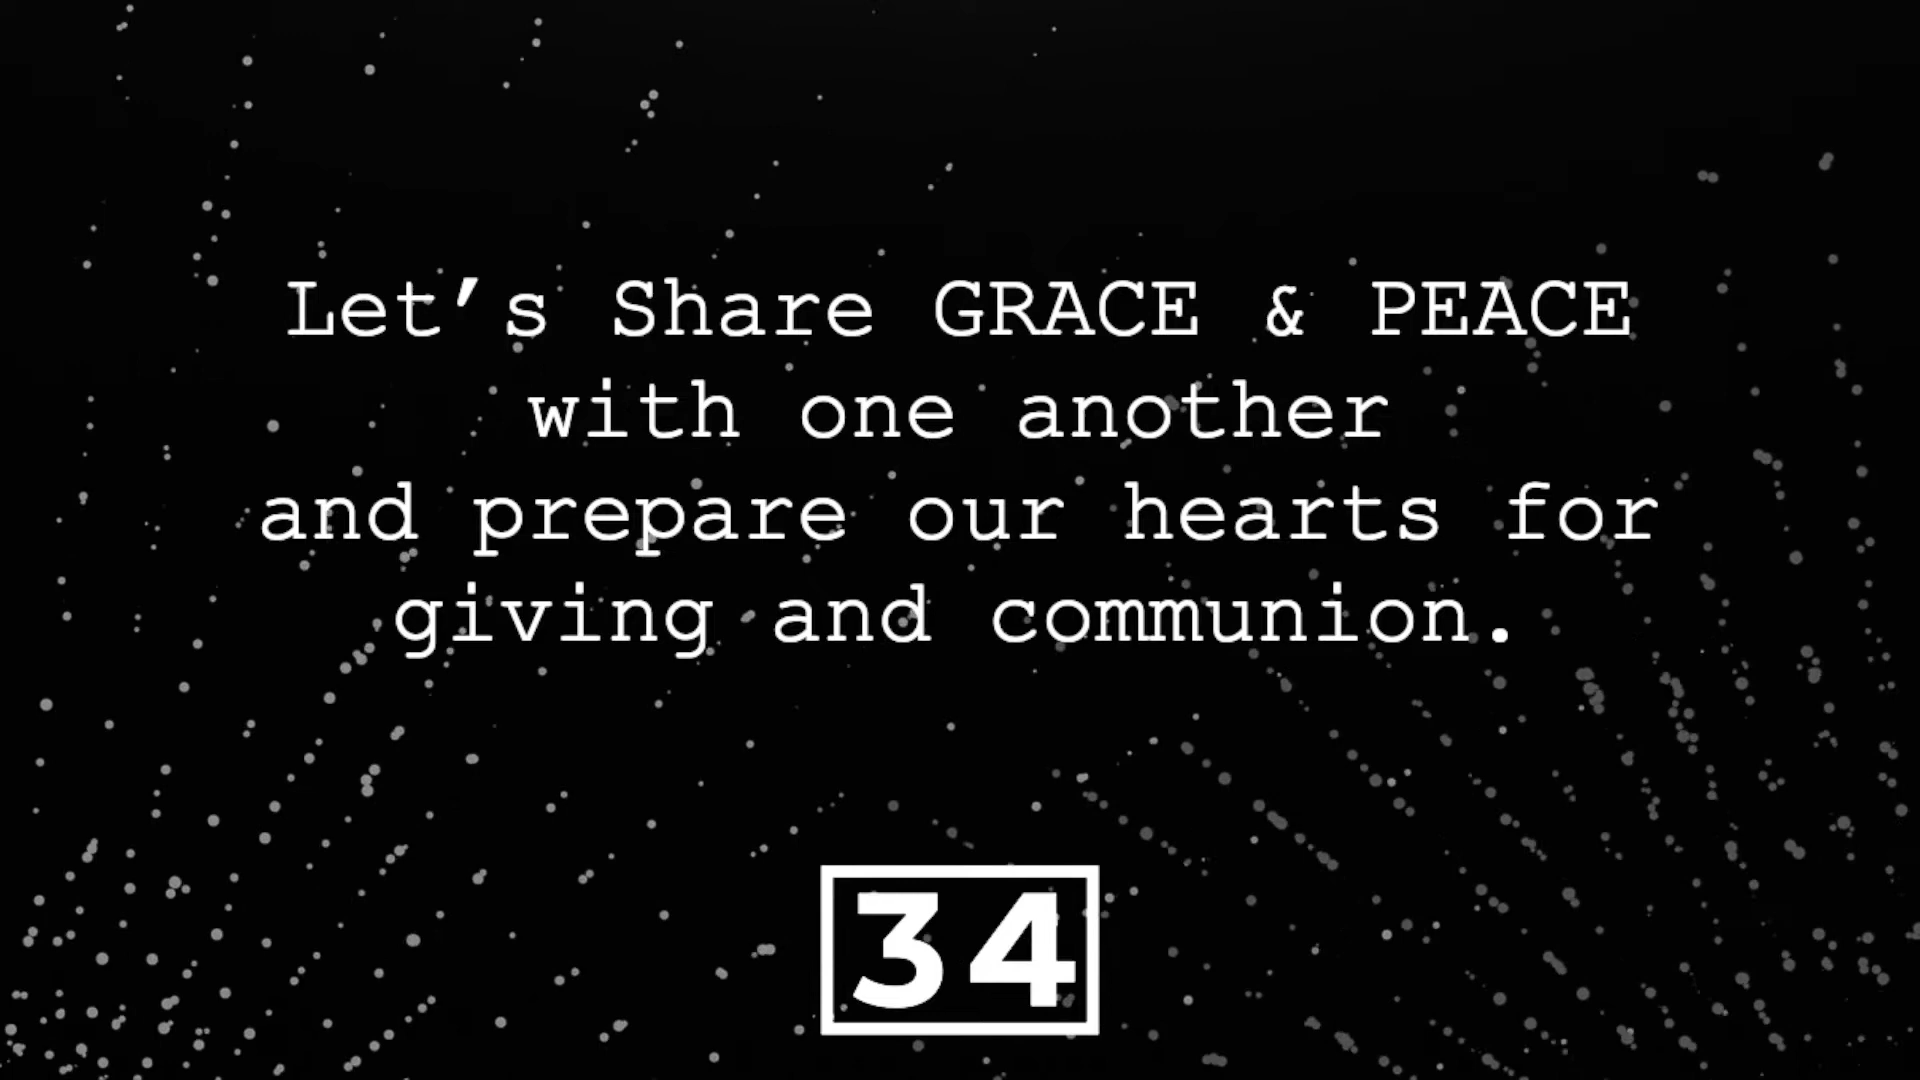 Let’s Share GRACE & PEACE
with one another
and prepare our hearts for
giving and communion.
34